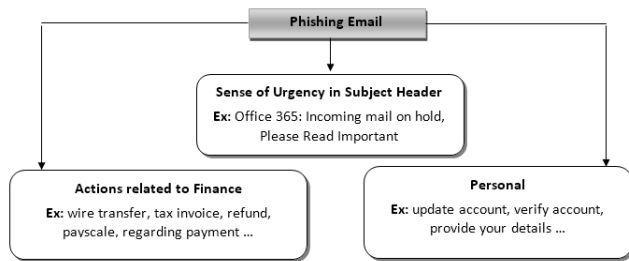 Phishing Email
Sense of Urgency in Subject Header
Ex: Office 365: Incoming mail on hold,
Please Read Important
Actions related to Finance
Ex: wire transfer, tax invoice, refund,
payscale, regarding payment ...
Personal
Ex: update account, verify account,
provide your details ...